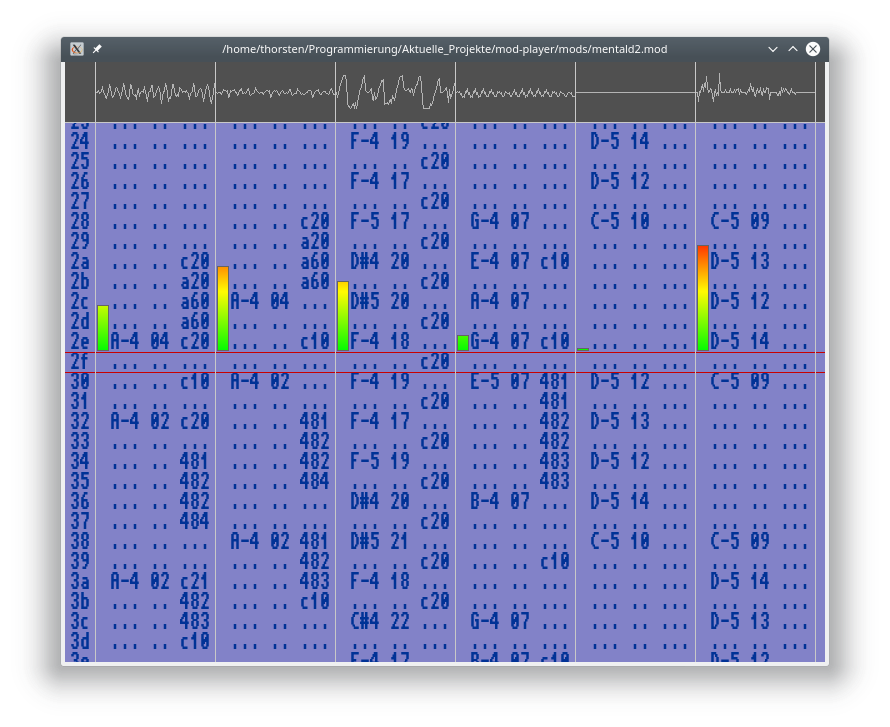 /home/thorsten/Programmierung/Aktuelle_Projekte/mod-player/mods/mentald2.mod
24 ... .. ... ... .. ... F-4 19 ... ... .. ... D-5 14 ... ... .. ...
25 ... .. ... ... .. ... ... .. c20 ... .. ... ... .. ... ... .. ...
26 ... .. ... ... .. ... F-4 17 ... ... .. ... D-5 12 ... ... .. ...
27 ... .. ... ... .. ... ... .. c20 ... .. ... ... .. ... ... .. ...
28 ... .. ... ... .. c20 F-5 17 ... G-4 07 ... C-5 10 ... C-5 09 ...
29 ... .. ... ... .. a20 ... .. c20 ... .. ... ... .. ... ... .. ...
2a ... .. c20 ... .. a60 D#4 20 ... E-4 07 c10 ... .. ... D-5 13 ...
2b ... .. a20 ... .. a60 ... .. c20 ... .. ... ... .. ... ... .. ...
2c ... .. a60 A-4 04 ... D#5 20 ... A-4 07 ... ... .. ... D-5 12 ...
2d ... .. a60 ... .. ... ... .. c20 ... .. ... ... .. ... ... .. ...
2e A-4 04 c20 ... .. c10 F-4 18 ... G-4 07 c10 ... .. ... D-5 14 ...
2f ... .. ... ... .. ... ... .. c20 ... .. ... ... .. ... ... .. ...
30 ... .. c10 A-4 02 ... F-4 19 ... E-5 07 481 D-5 12 ... C-5 09 ...
31 ... .. ... ... .. ... ... .. c20 ... .. 481 ... .. ... ... .. ...
32 A-4 02 c20 ... .. 481 F-4 17 ... ... .. 482 D-5 13 ... ... .. ...
33 ... .. ... ... .. 482 ... .. c20 ... .. 482 ... .. ... ... .. ...
34 ... .. 481 ... .. 482 F-5 19 ... ... .. 483 D-5 12 ... ... .. ...
35 ... .. 482 ... .. 484 ... .. c20 ... .. 483 ... .. ... ... .. ...
36 ... .. 482 ... .. ... D#4 20 ... B-4 07 ... D-5 14 ... ... .. ...
37 ... .. 484 ... .. ... ... .. c20 ... .. ... ... .. ... ... .. ...
38 ... .. ... A-4 02 481 D#5 21 ... ... .. ... C-5 10 ... C-5 09 ...
39 ... .. ... ... .. 482 ... .. c20 ... .. c10 ... .. ... ... .. ...
3a A-4 02 c21 ... .. 483 F-4 18 ... ... .. ... ... .. ... D-5 14 ...
3b ... .. 482 ... .. c10 ... .. c20 ... .. ... ... .. ... ... .. ...
3c ... .. 483 ... .. ... C#4 22 ... G-4 07 ... ... .. ... D-5 13 ...
3d ... .. c10 ... .. ... ... .. ... ... .. ... ... .. ... ... .. ...